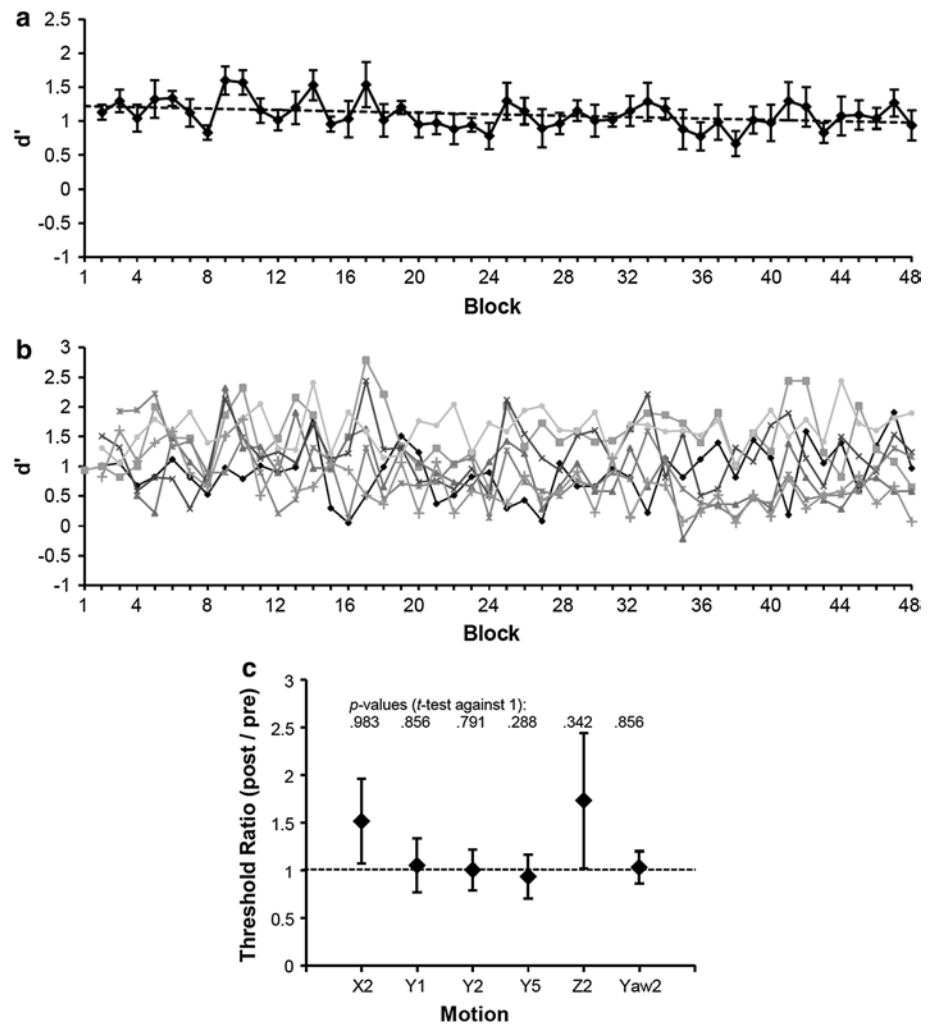 a
2.5
2
1.5
1
0.5
0
-0.5
-1
d'
1 4 8 12 16 20 24 28 32 36 40 44 48
Block
b
3
2.5
2
1.5
1
0.5
0
-0.5
-1
d'
1 4 8 12 16 20 24 28 32 36 40 44 48
Block
c
3
2.5
2
1.5
1
0.5
0
Threshold Ratio (post / pre)
p-values (t-test against 1):
.983 .856 .791 .288 .342 .856
X2 Y1 Y2 Y5 Z2 Yaw2
Motion